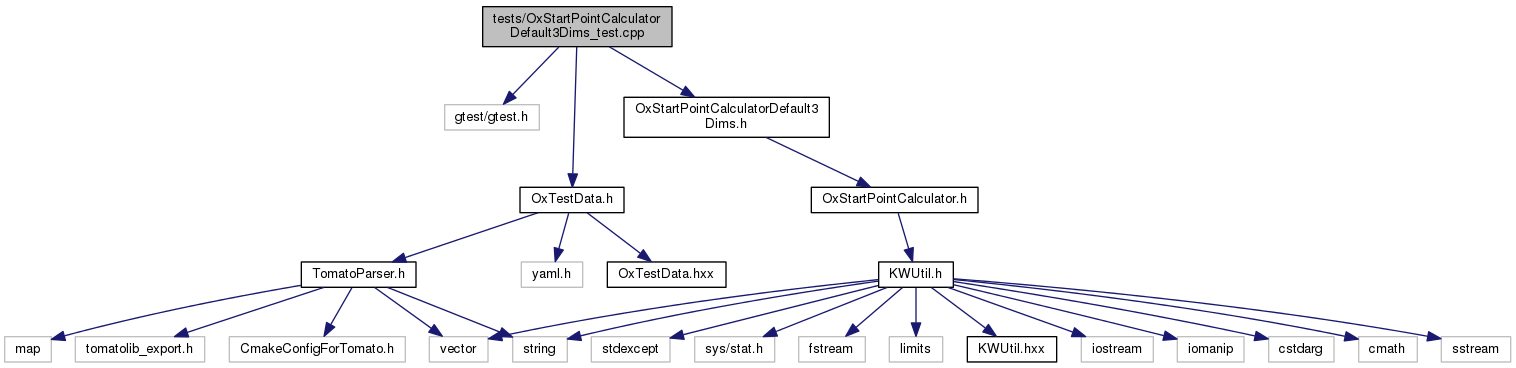 tests/OxStartPointCalculator
Default3Dims_test.cpp
gtest/gtest.h
OxStartPointCalculatorDefault3
Dims.h
OxTestData.h
OxStartPointCalculator.h
TomatoParser.h
yaml.h
OxTestData.hxx
KWUtil.h
map
tomatolib_export.h
CmakeConfigForTomato.h
vector
string
stdexcept
sys/stat.h
fstream
limits
KWUtil.hxx
iostream
iomanip
cstdarg
cmath
sstream